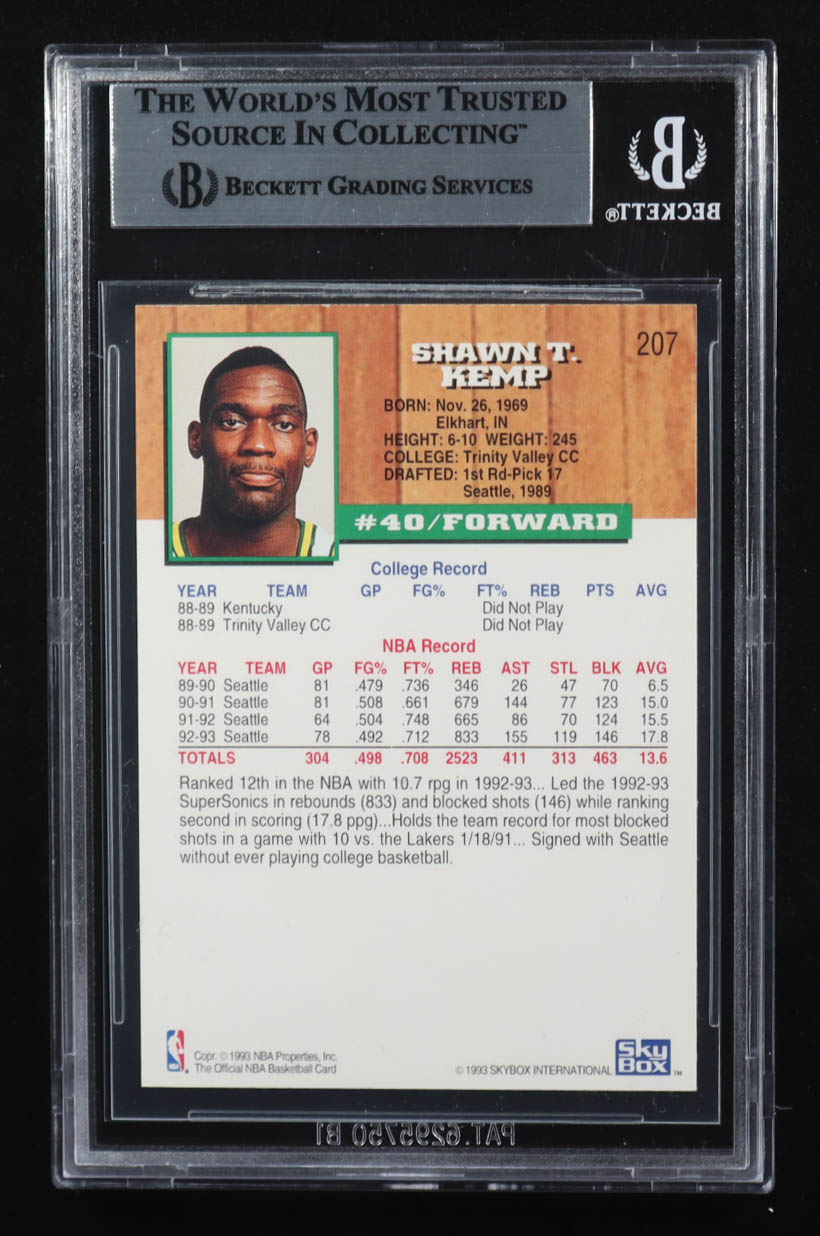 THE WORLD'S MOST TRUSTED
SOURCE IN COLLECTING™
B BECKETT GRADING SERVICES
B
BECKETT®
207
SHAWN T.
KEMP
BORN: Nov. 26, 1969
Elkhart, IN
HEIGHT: 6-10 WEIGHT: 245
COLLEGE: Trinity Valley CC
DRAFTED: 1st Rd-Pick 17
Seattle, 1989
#40/FORWARD
College Record
YEAR TEAM GP FG% FT% REB PTS AVG
88-89 Kentucky Did Not Play
88-89 Trinity Valley CC Did Not Play
NBA Record
YEAR TEAM GP FG% FT% REB AST STL BLK AVG
89-90 Seattle 81 .479 .736 346 26 47 70 6.5
90-91 Seattle 81 .508 .661 679 144 77 123 15.0
91-92 Seattle 64 .504 .748 665 86 70 124 15.5
92-93 Seattle 78 .492 .712 833 155 119 146 17.8
TOTALS 304 .498 .708 2523 411 313 463 13.6
Ranked 12th in the NBA with 10.7 rpg in 1992-93... Led the 1992-93
SuperSonics in rebounds (833) and blocked shots (146) while ranking
second in scoring (17.8 ppg)...Holds the team record for most blocked
shots in a game with 10 vs. the Lakers 1/18/91... Signed with Seattle
without ever playing college basketball.
Copr. © 1993 NBA Properties, Inc.
The Official NBA Basketball Card
© 1993 SKYBOX INTERNATIONAL
SkyBox™
PAT.6295750 B1